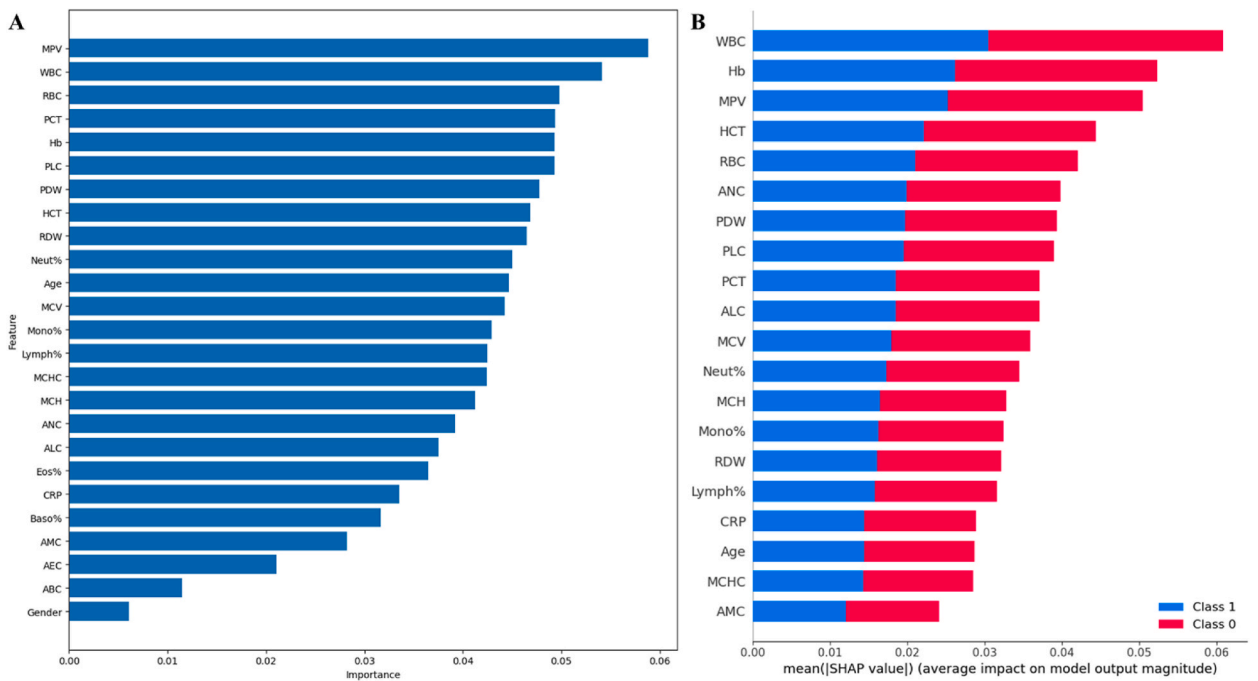 A
MPV
WBC
RBC
PCT
Hb
PLC
PDW
HCT
RDW
Neut%
Age
MCV
Mono%
Lymph%
MCHC
MCH
ANC
ALC
Eos%
CRP
Baso%
AMC
AEC
ABC
Gender
Feature
0.00 0.01 0.02 0.03 0.04 0.05 0.06
Importance
B
WBC
Hb
MPV
HCT
RBC
ANC
PDW
PLC
PCT
ALC
MCV
Neut%
MCH
Mono%
RDW
Lymph%
CRP
Age
MCHC
AMC
Class 1
Class 0
0.00 0.01 0.02 0.03 0.04 0.05 0.06
mean(|SHAP value|) (average impact on model output magnitude)